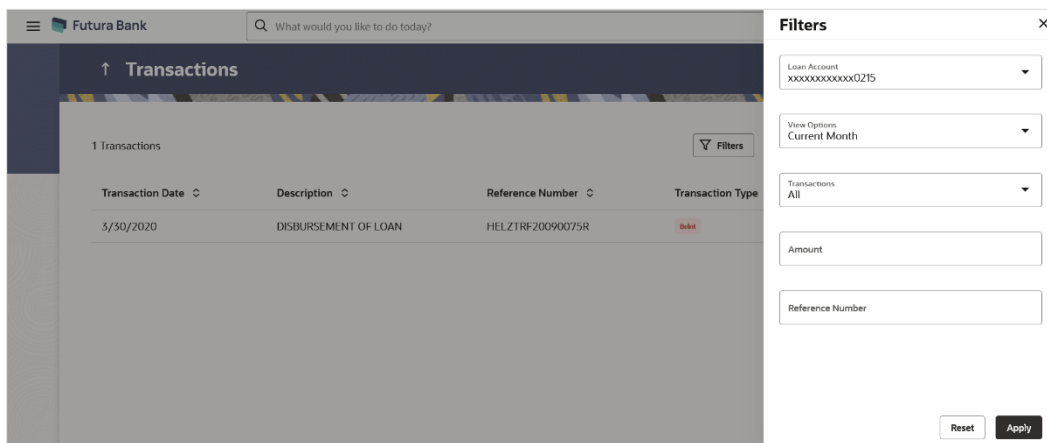 Futura Bank
What would you like to do today?
Transactions
1 Transactions
Filters
Transaction Date
Description
Reference Number
Transaction Type
3/30/2020
DISBURSEMENT OF LOAN
HELZTRF20090075R
Debit
Filters
Loan Account
xxxxxxxxxxxx0215
View Options
Current Month
Transactions
All
Amount
Reference Number
Reset
Apply